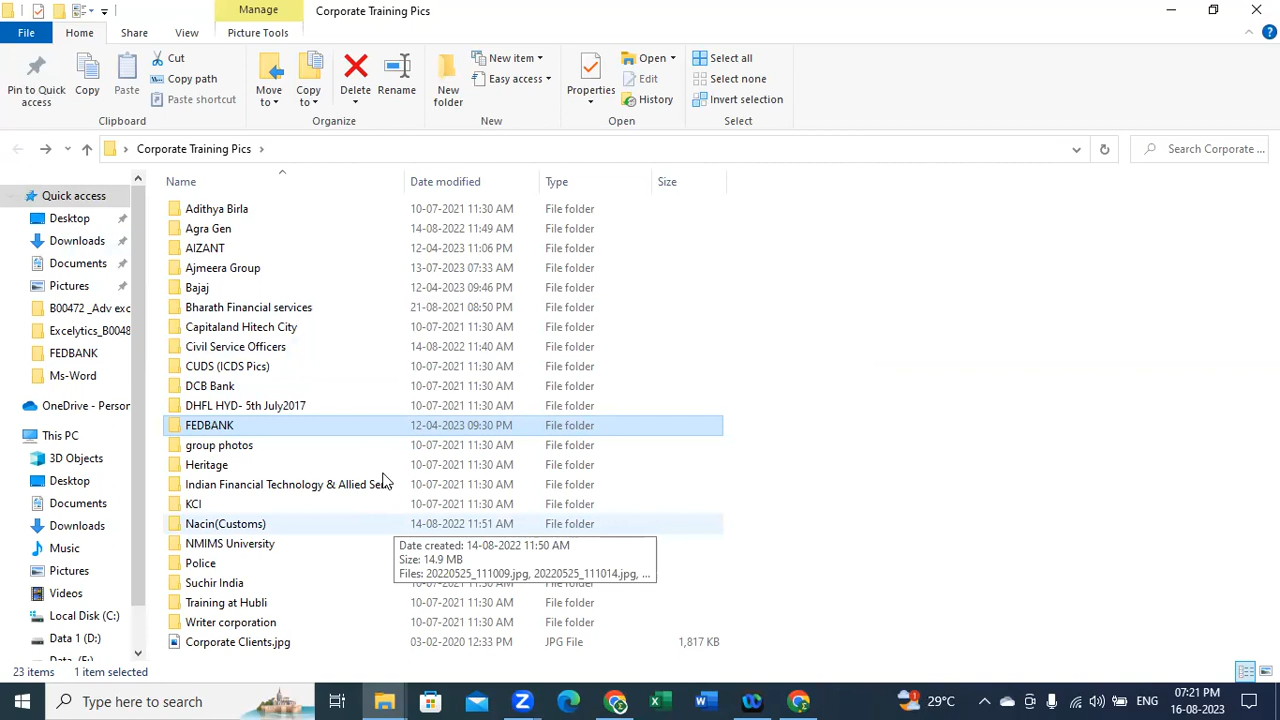 Manage
Corporate Training Pics
File
Home
Share
View
Picture Tools
Pin to Quick access
Copy
Paste
Cut
Copy path
Paste shortcut
Clipboard
Move to
Copy to
Delete
Rename
Organize
New folder
New item
Easy access
New
Properties
Open
Edit
History
Open
Select all
Select none
Invert selection
Select
Corporate Training Pics
Search Corporate ...
Name Date modified Type Size
Quick access
Desktop
Downloads
Documents
Pictures
B00472 _Adv exc
Excelytics_B0048
FEDBANK
Ms-Word
OneDrive - Person
This PC
3D Objects
Desktop
Documents
Downloads
Music
Pictures
Videos
Local Disk (C:)
Data 1 (D:)
Adithya Birla 10-07-2021 11:30 AM File folder
Agra Gen 14-08-2022 11:49 AM File folder
AIZANT 12-04-2023 11:06 PM File folder
Ajmeera Group 13-07-2023 07:33 AM File folder
Bajaj 12-04-2023 09:46 PM File folder
Bharath Financial services 21-08-2021 08:50 PM File folder
Capitaland Hitech City 10-07-2021 11:30 AM File folder
Civil Service Officers 14-08-2022 11:40 AM File folder
CUDS (ICDS Pics) 10-07-2021 11:30 AM File folder
DCB Bank 10-07-2021 11:30 AM File folder
DHFL HYD- 5th July2017 10-07-2021 11:30 AM File folder
FEDBANK 12-04-2023 09:30 PM File folder
group photos 10-07-2021 11:30 AM File folder
Heritage 10-07-2021 11:30 AM File folder
Indian Financial Technology & Allied Se 10-07-2021 11:30 AM File folder
KCI 10-07-2021 11:30 AM File folder
Nacin(Customs) 14-08-2022 11:51 AM File folder
NMIMS University
Police
Date created: 14-08-2022 11:50 AM
Size: 14.9 MB
Files: 20220525_111009.jpg, 20220525_111014.jpg, ...
Suchir India 10-07-2021 11:30 AM File folder
Training at Hubli 10-07-2021 11:30 AM File folder
Writer corporation 10-07-2021 11:30 AM File folder
Corporate Clients.jpg 03-02-2020 12:33 PM JPG File 1,817 KB
23 items 1 item selected
Type here to search
29°C
ENG
07:21 PM
16-08-2023